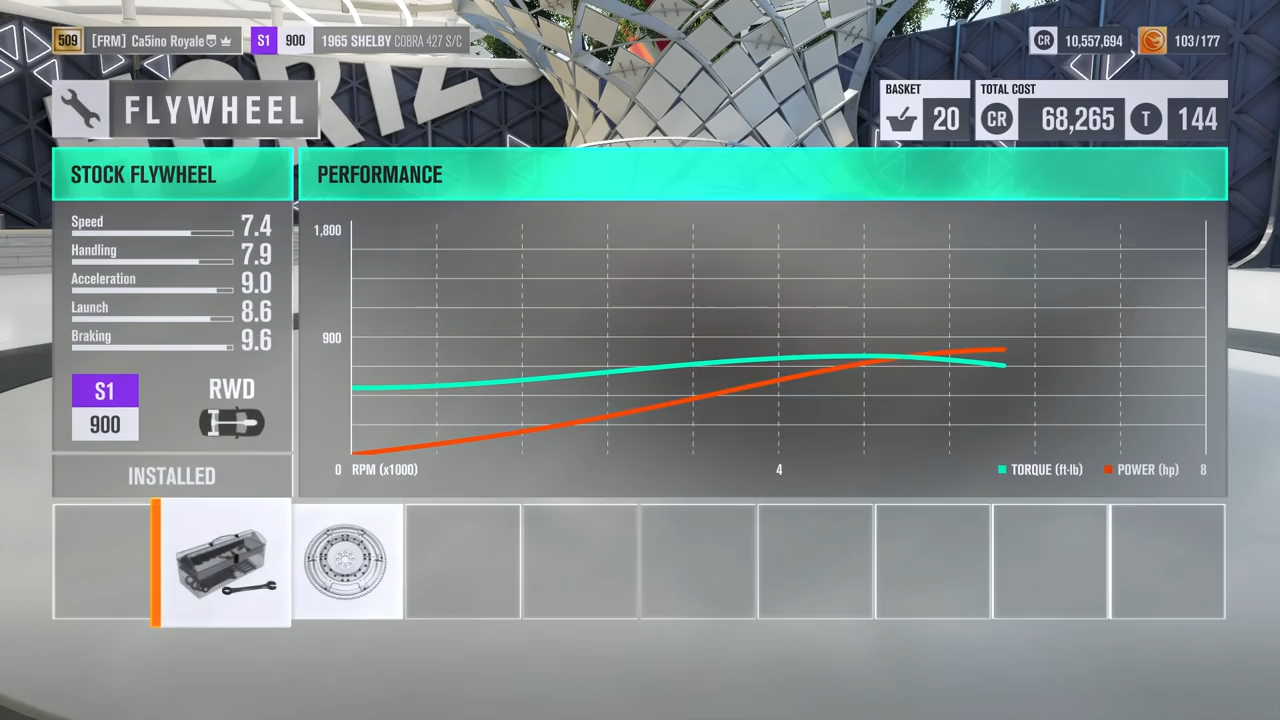 509 [FRM] Ca5ino Royale S1 900 1965 SHELBY COBRA 427 S/C
CR 10,557,694 103/177
FLYWHEEL
BASKET
20
TOTAL COST
CR 68,265 T 144
STOCK FLYWHEEL
PERFORMANCE
Speed 7.4
Handling 7.9
Acceleration 9.0
Launch 8.6
Braking 9.6
S1
900
RWD
INSTALLED
1,800
900
0 RPM (x1000) 4 TORQUE (ft·lb) POWER (hp) 8